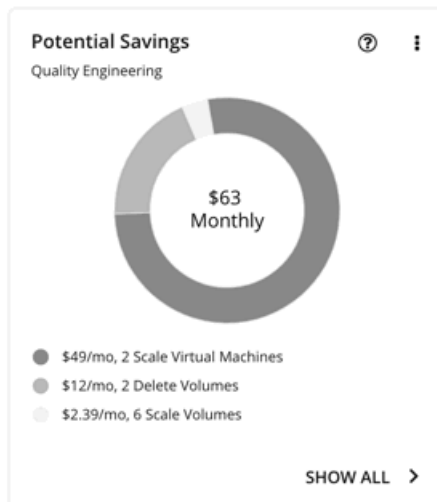 Potential Savings
Quality Engineering
$63
Monthly
$49/mo, 2 Scale Virtual Machines
$12/mo, 2 Delete Volumes
$2.39/mo, 6 Scale Volumes
SHOW ALL